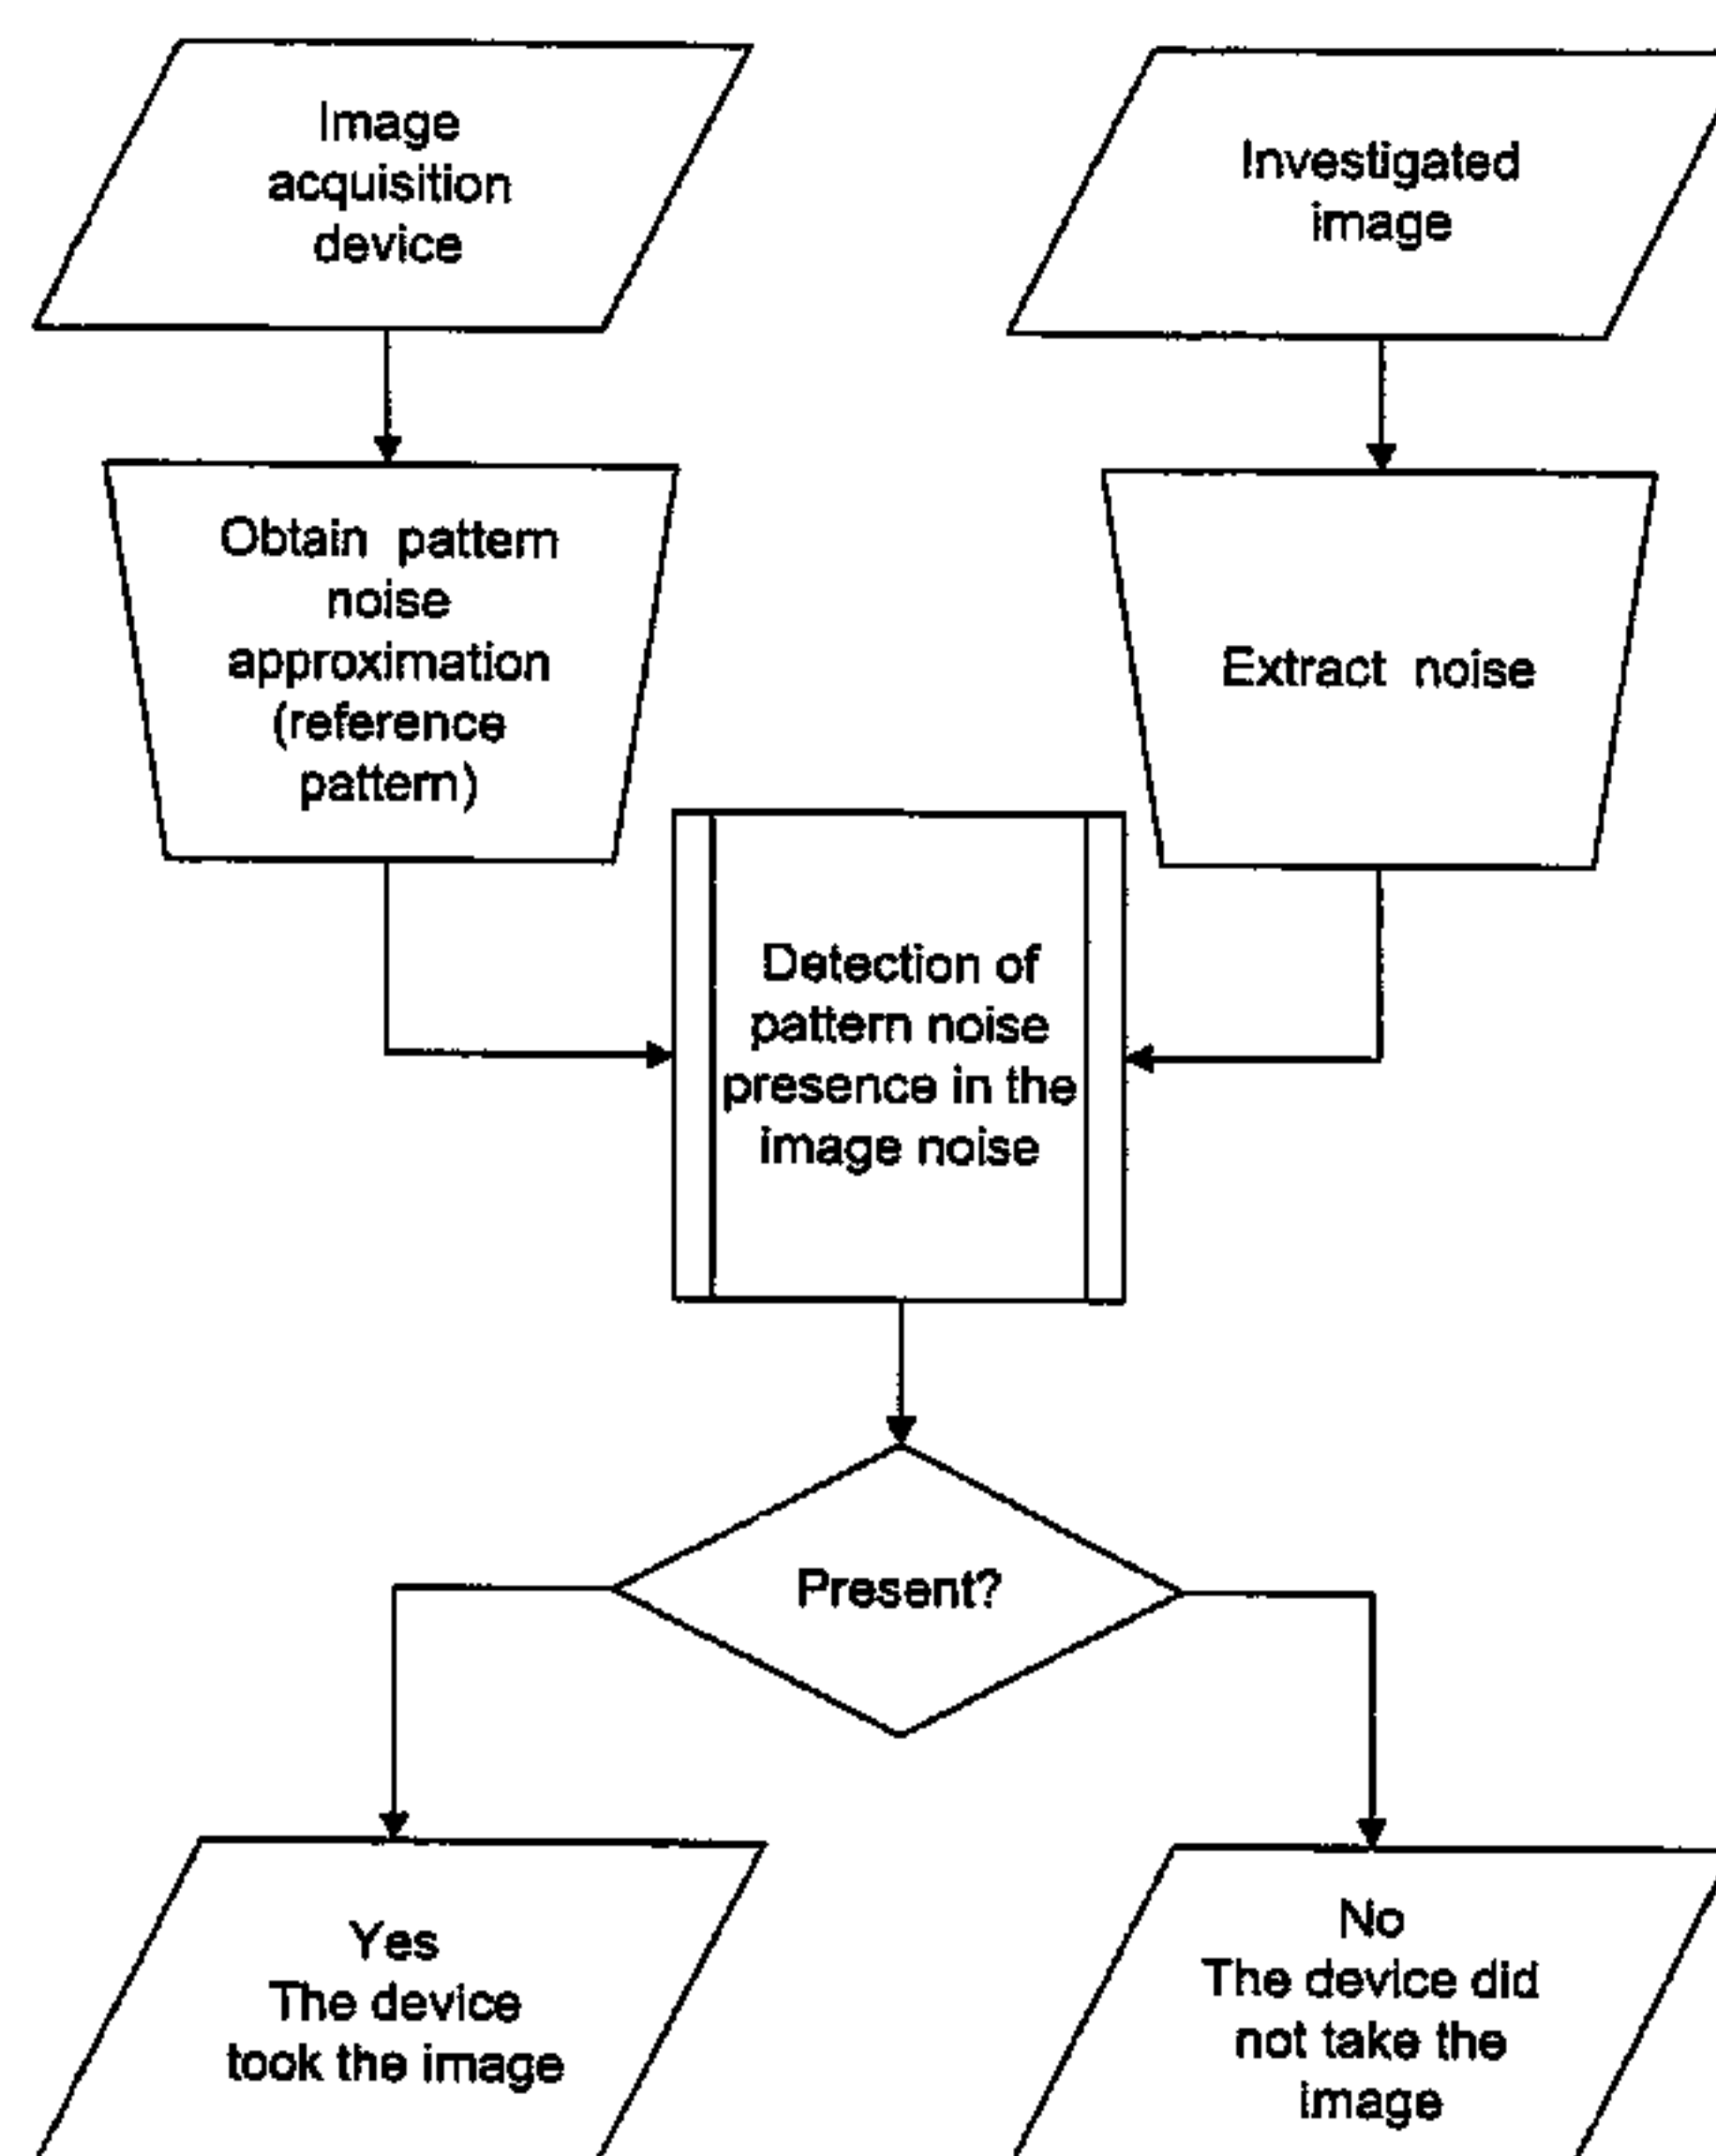 Image
acquisition
device
Investigated
image
Obtain pattern
noise
approximation
(reference
pattern)
Extract noise
Detection of
pattern noise
presence in the
image noise
Present?
Yes
The device
took the image
No
The device did
not take the
image